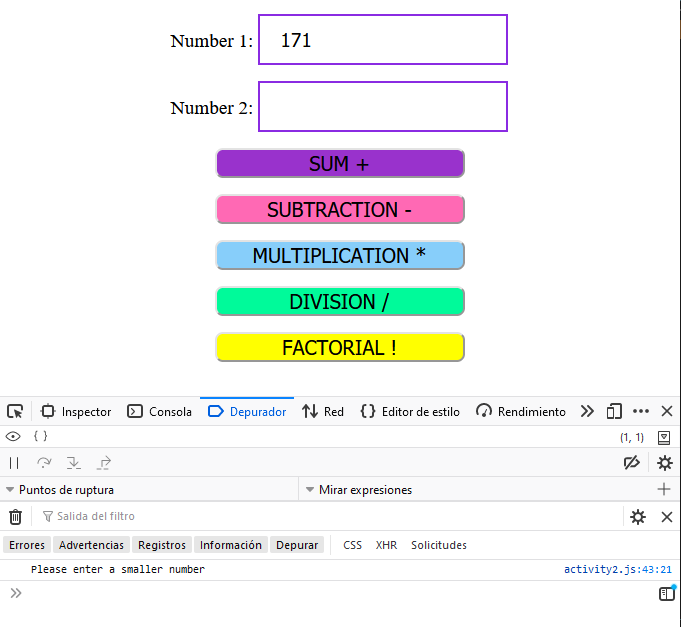 Number 1: 171
Number 2:
SUM +
SUBTRACTION -
MULTIPLICATION *
DIVISION /
FACTORIAL !
Inspector Consola Depurador Red Editor de estilo Rendimiento
{ } (1, 1)
Puntos de ruptura Mirar expresiones
Salida del filtro
Errores Advertencias Registros Información Depurar CSS XHR Solicitudes
Please enter a smaller number activity2.js:43:21